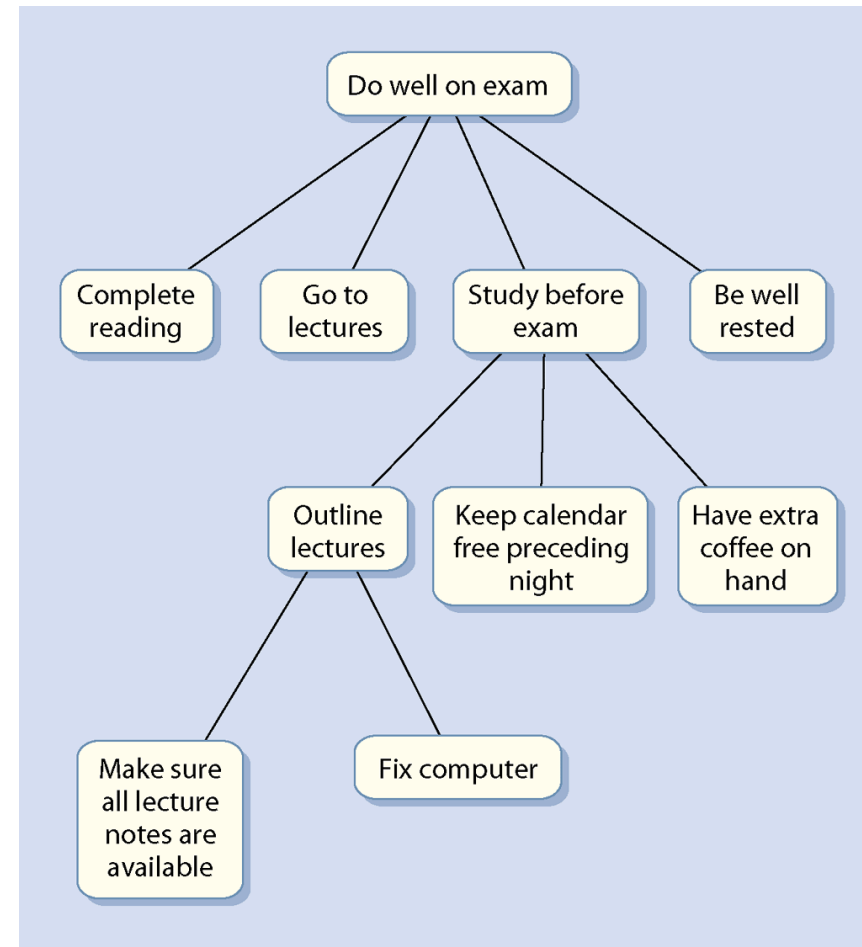 Do well on exam
Complete
reading
Go to
lectures
Study before
exam
Be well
rested
Outline
lectures
Keep calendar
free preceding
night
Have extra
coffee on
hand
Make sure
all lecture
notes are
available
Fix computer